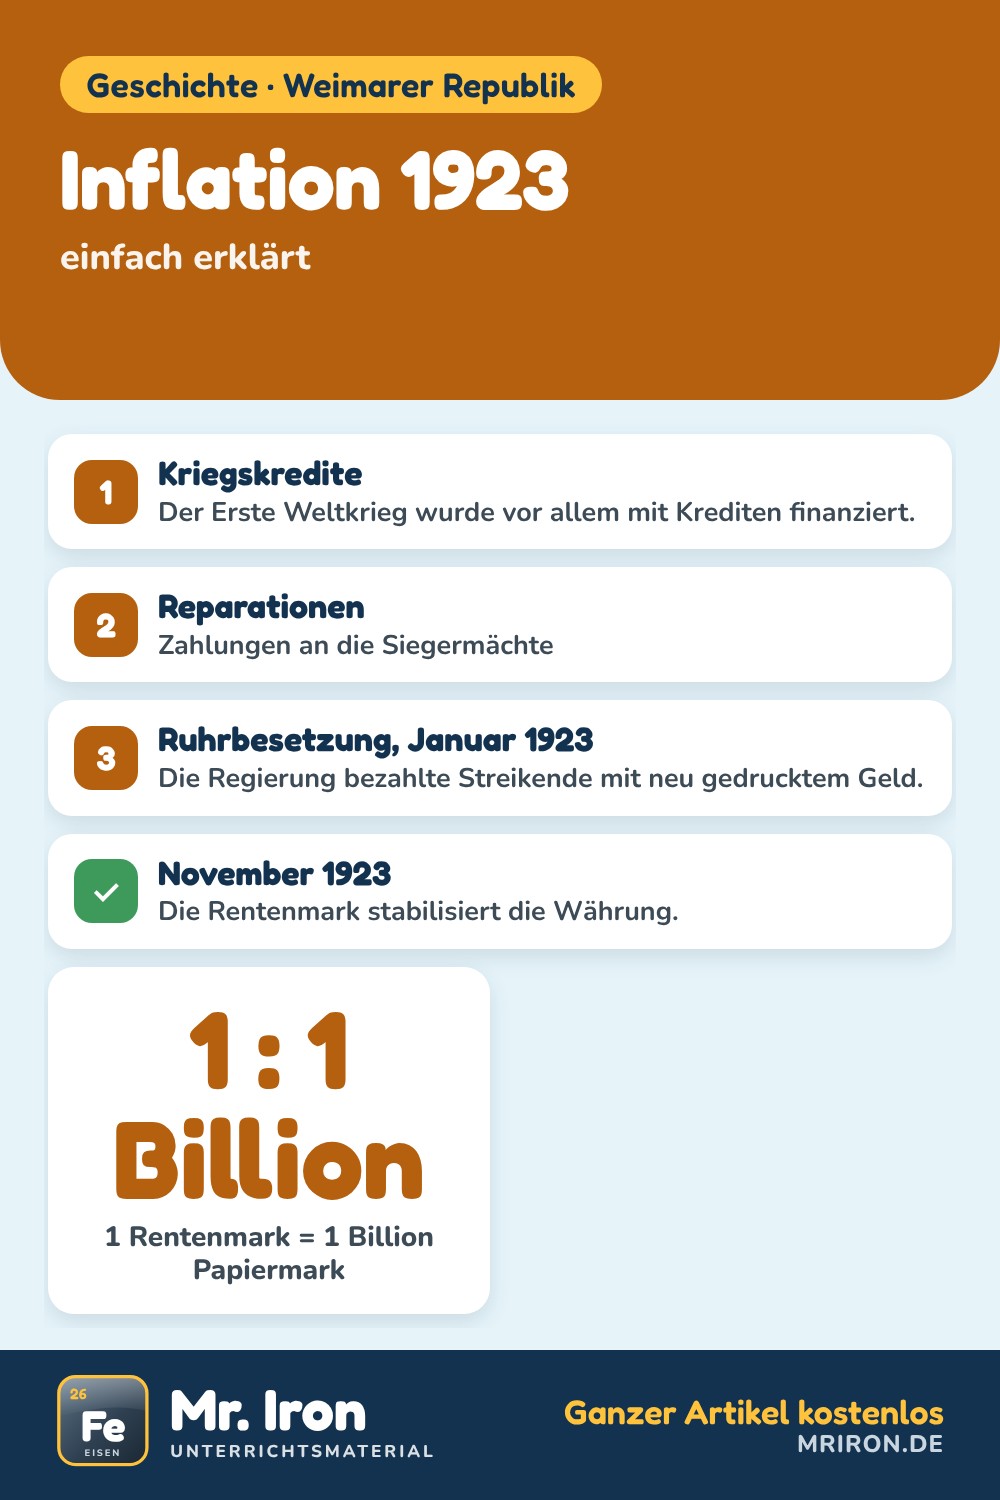 Geschichte · Weimarer Republik
Inflation 1923
einfach erklärt
1
Kriegskredite
Der Erste Weltkrieg wurde vor allem mit Krediten finanziert.
2
Reparationen
Zahlungen an die Siegermächte
3
Ruhrbesetzung, Januar 1923
Die Regierung bezahlte Streikende mit neu gedrucktem Geld.
November 1923
Die Rentenmark stabilisiert die Währung.
1 : 1
Billion
1 Rentenmark = 1 Billion
Papiermark
26
Fe
EISEN
Mr. Iron
UNTERRICHTSMATERIAL
Ganzer Artikel kostenlos
MRIRON.DE